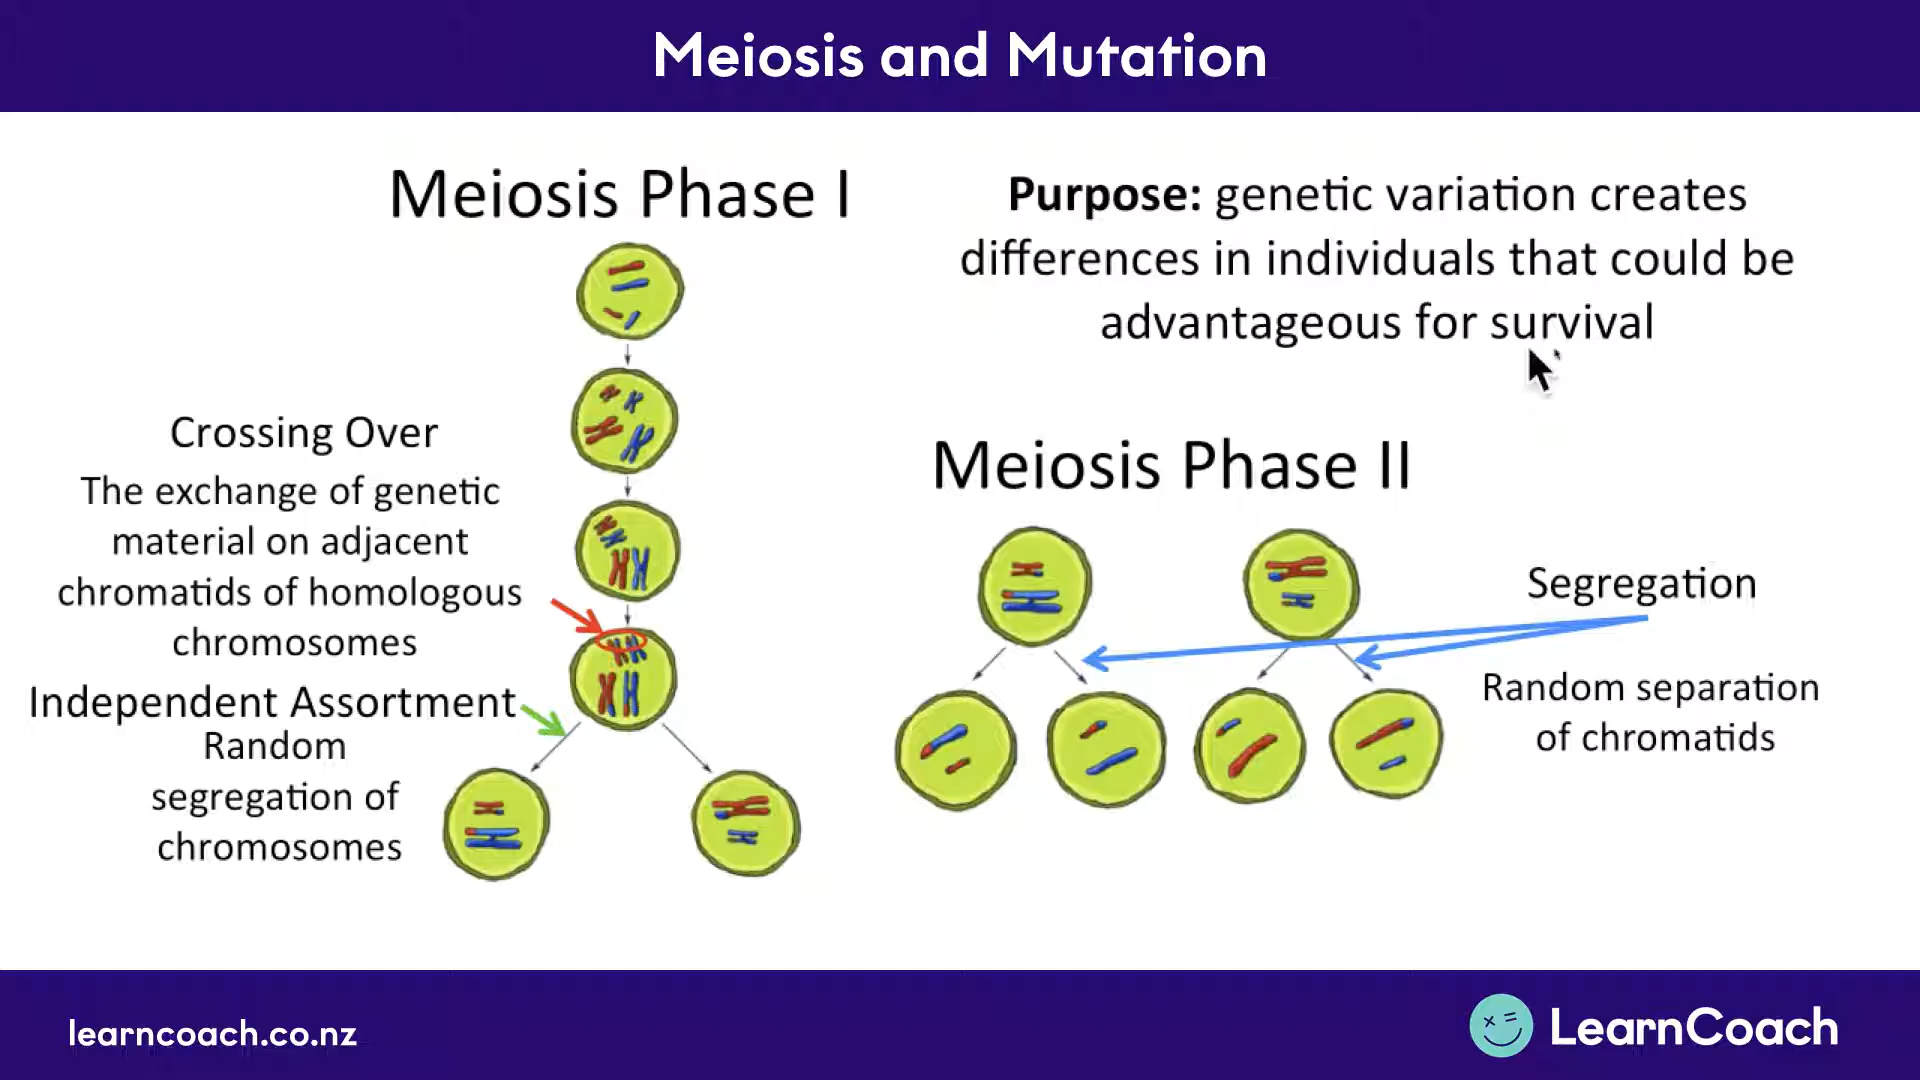 Meiosis and Mutation
Meiosis Phase I
Purpose: genetic variation creates
differences in individuals that could be
advantageous for survival
Crossing Over
The exchange of genetic
material on adjacent
chromatids of homologous
chromosomes
Independent Assortment
Random
segregation of
chromosomes
Meiosis Phase II
Segregation
Random separation
of chromatids
learncoach.co.nz
LearnCoach